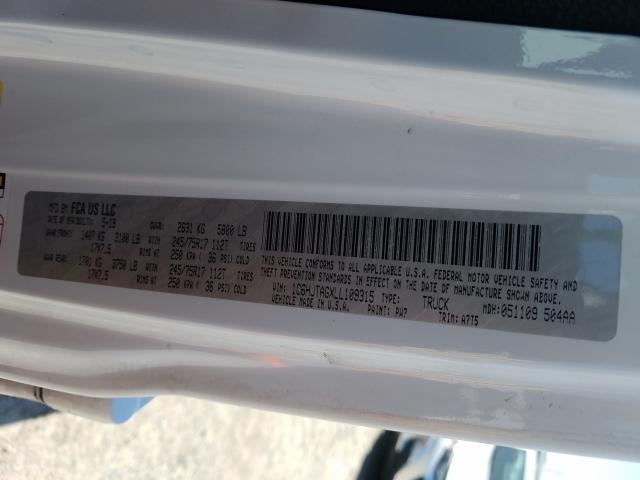 MFD BY: FCA US LLC
DATE OF MFR: 5-19 GVWR: 2631 KG 5800 LB
GAWR FRONT: 1407 KG 3100 LB WITH 245/75R17 112T TIRES
17X7.5 RIMS AT 250 KPA ( 36 PSI) COLD
GAWR REAR: 1701 KG 3750 LB WITH 245/75R17 112T TIRES
17X7.5 RIMS AT 250 KPA ( 36 PSI) COLD
THIS VEHICLE CONFORMS TO ALL APPLICABLE U.S.A. FEDERAL MOTOR VEHICLE SAFETY AND
THEFT PREVENTION STANDARDS IN EFFECT ON THE DATE OF MANUFACTURE SHOWN ABOVE.
VIN: 1C6HJTAGXLL109315 TYPE: TRUCK MDH: 051109 504AA
VEHICLE MADE IN U.S.A. PAINT: PW7 TRIM: A7T5